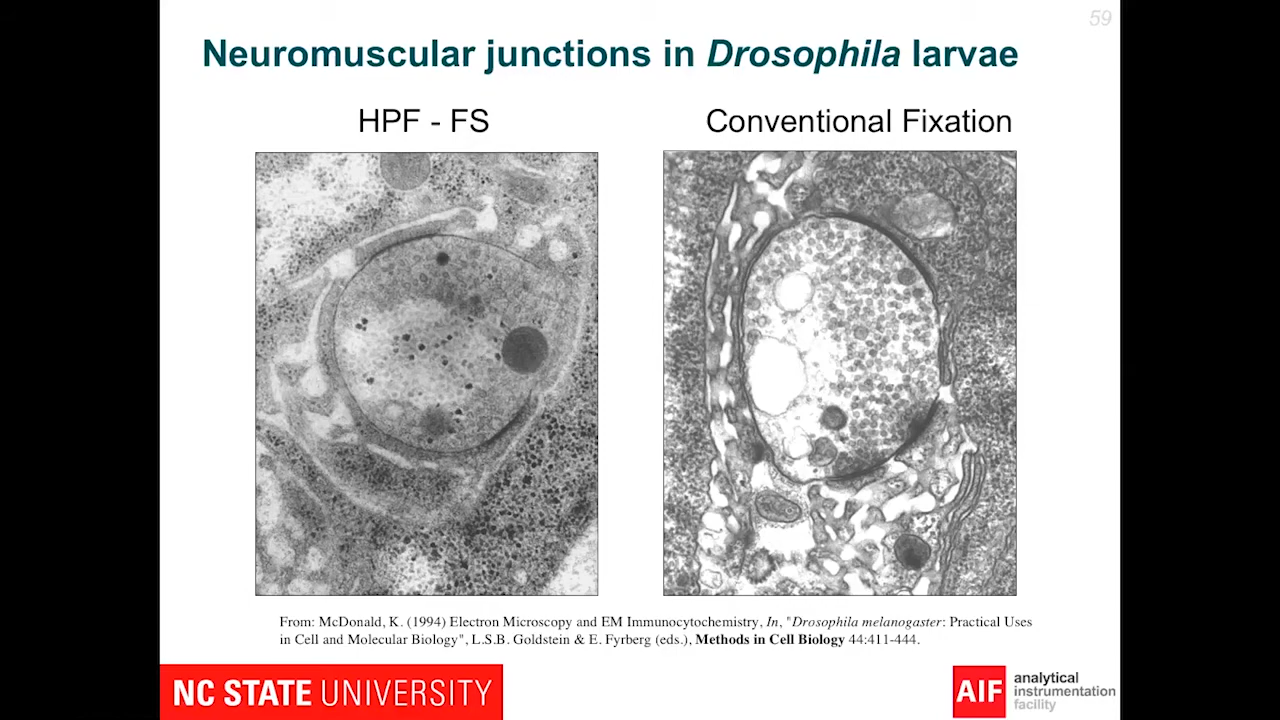 59
Neuromuscular junctions in Drosophila larvae
HPF - FS
Conventional Fixation
From: McDonald, K. (1994) Electron Microscopy and EM Immunocytochemistry, In, "Drosophila melanogaster: Practical Uses
in Cell and Molecular Biology", L.S.B. Goldstein & E. Fyrberg (eds.), Methods in Cell Biology 44:411-444.
NC STATE UNIVERSITY
AIF
analytical
instrumentation
facility